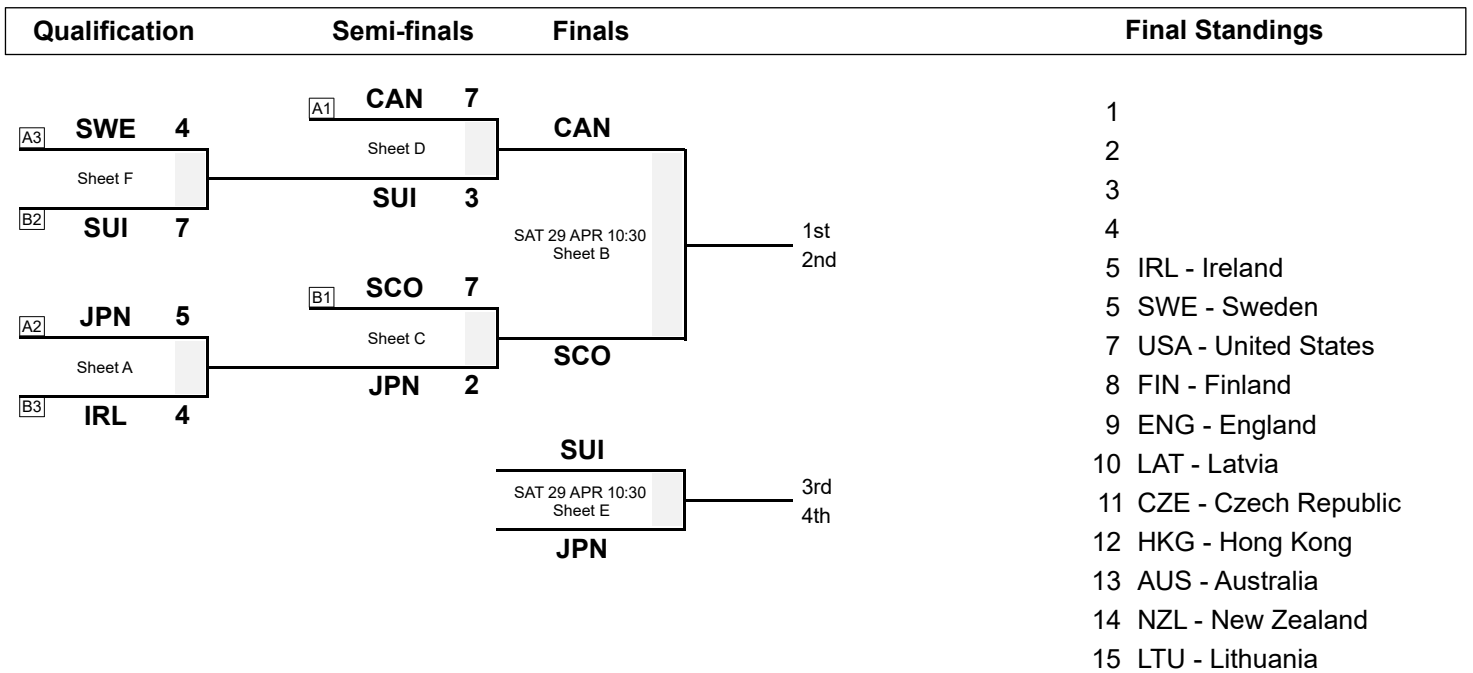 Qualification Semi-finals Finals Final Standings
A3 SWE 4
Sheet F
B2 SUI 7
A2 JPN 5
Sheet A
B3 IRL 4
A1 CAN 7
Sheet D
SUI 3
B1 SCO 7
Sheet C
JPN 2
CAN
SAT 29 APR 10:30
Sheet B
SCO
1st
2nd
SUI
SAT 29 APR 10:30
Sheet E
JPN
3rd
4th
1
2
3
4
5 IRL - Ireland
5 SWE - Sweden
7 USA - United States
8 FIN - Finland
9 ENG - England
10 LAT - Latvia
11 CZE - Czech Republic
12 HKG - Hong Kong
13 AUS - Australia
14 NZL - New Zealand
15 LTU - Lithuania